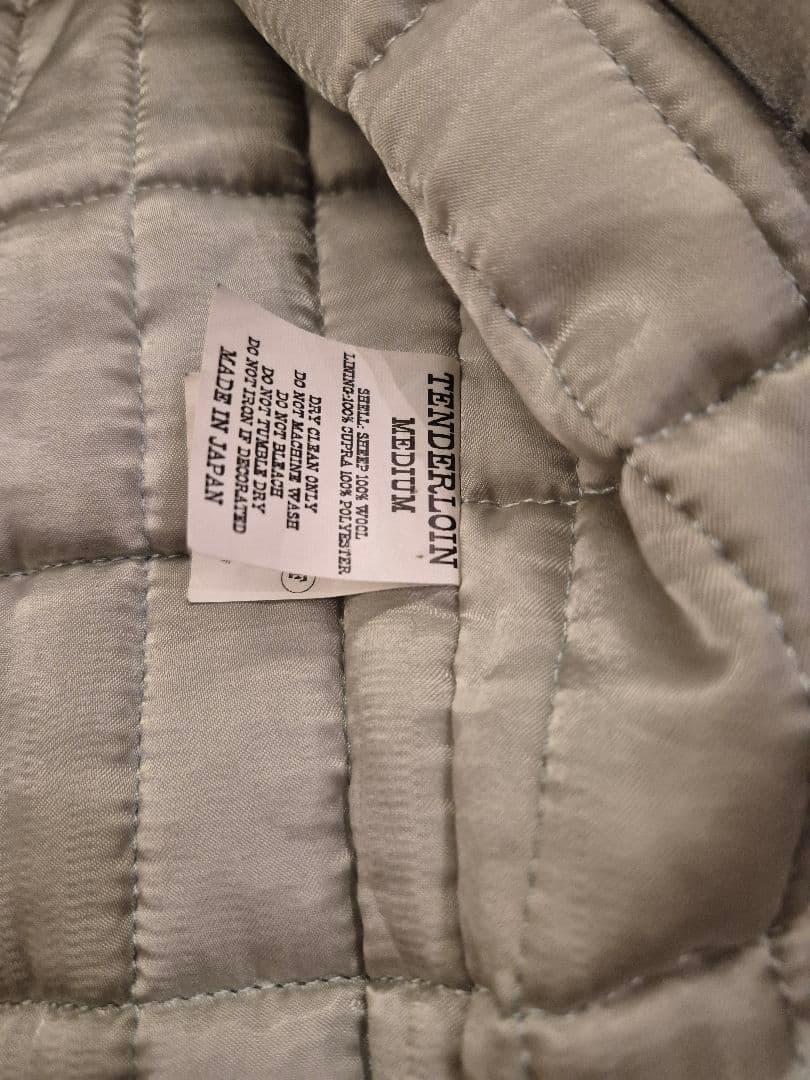 TENDERLOIN
MEDIUM
SHELL: SHEEP 100% WOOL
LINING:100% CUPRA 100% POLYESTER
DRY CLEAN ONLY
DO NOT MACHINE WASH
DO NOT BLEACH
DO NOT TUMBLE DRY
DO NOT IRON IF DECORATED
MADE IN JAPAN